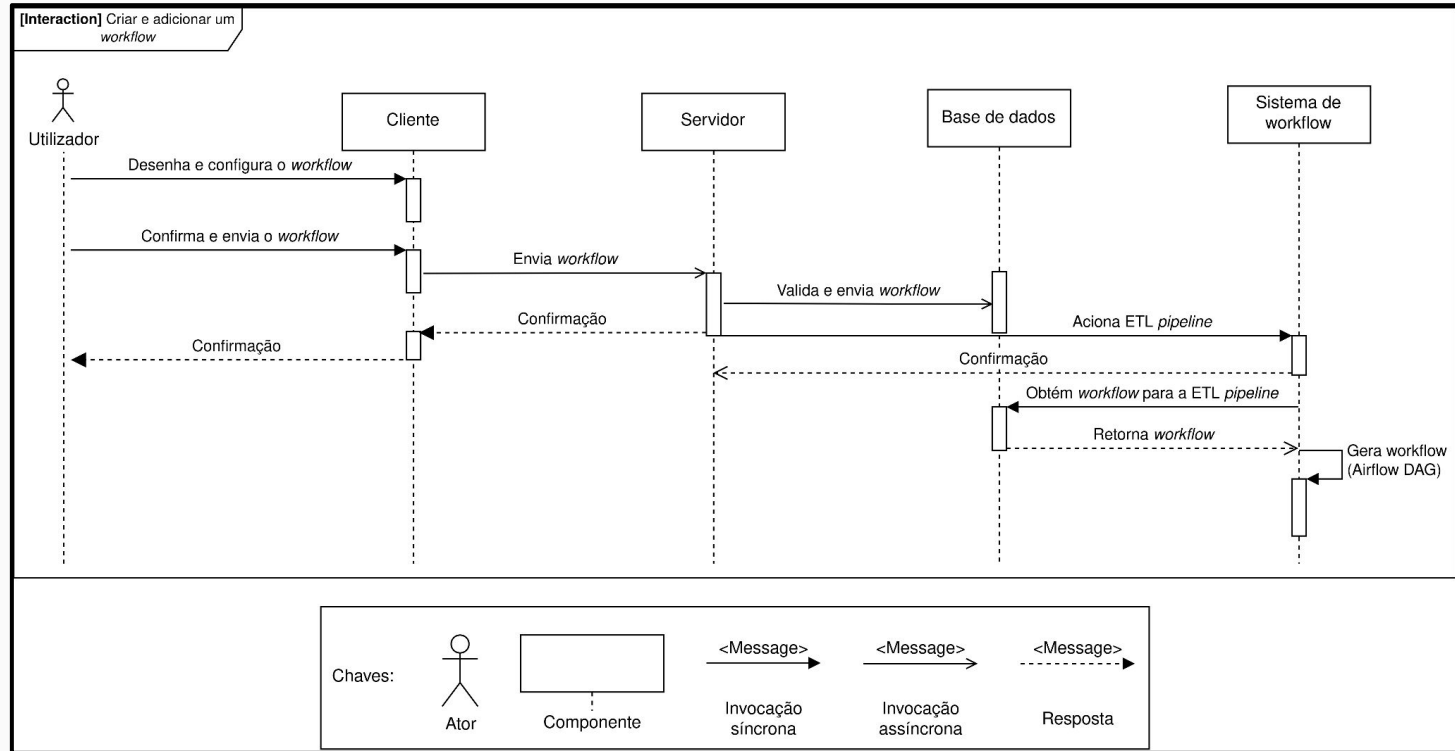 [Interaction] Criar e adicionar um
workflow
Utilizador
Cliente
Servidor
Base de dados
Sistema de
workflow
Desenha e configura o workflow
Confirma e envia o workflow
Envia workflow
Valida e envia workflow
Confirmação
Aciona ETL pipeline
Confirmação
Confirmação
Obtém workflow para a ETL pipeline
Retorna workflow
Gera workflow
(Airflow DAG)
Chaves:
Ator
Componente
<Message>
Invocação
síncrona
<Message>
Invocação
assíncrona
<Message>
Resposta